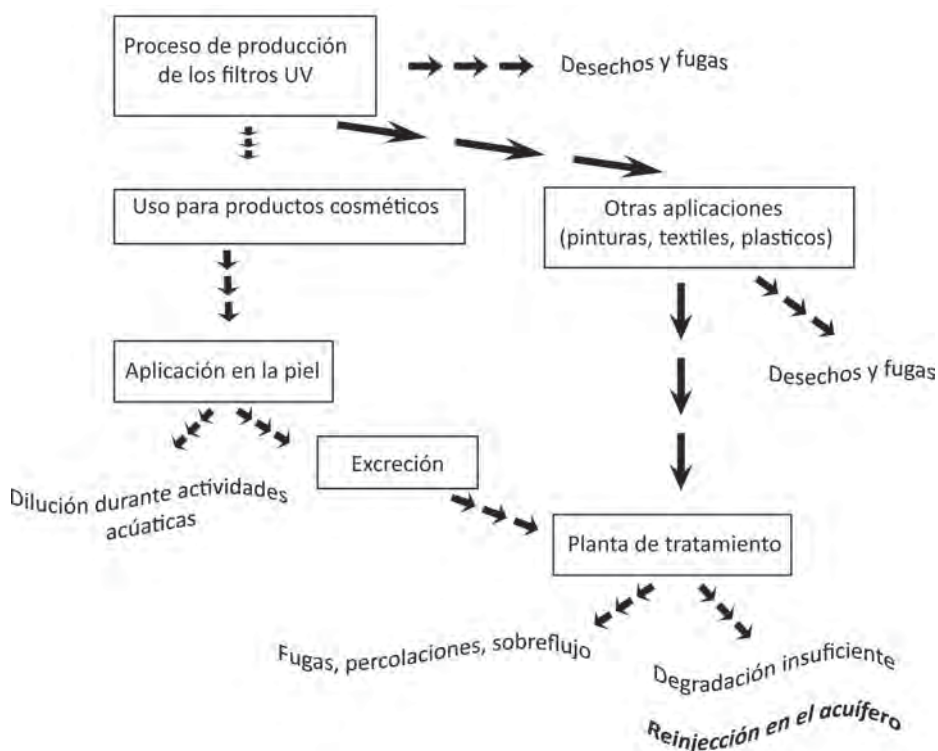 Proceso de producción
de los filtros UV
Desechos y fugas
Uso para productos cosméticos
Otras aplicaciones
(pinturas, textiles, plasticos)
Aplicación en la piel
Desechos y fugas
Excreción
Dilución durante actividades
acúaticas
Planta de tratamiento
Fugas, percolaciones, sobreflujo
Degradación insuficiente
Reinjección en el acuífero